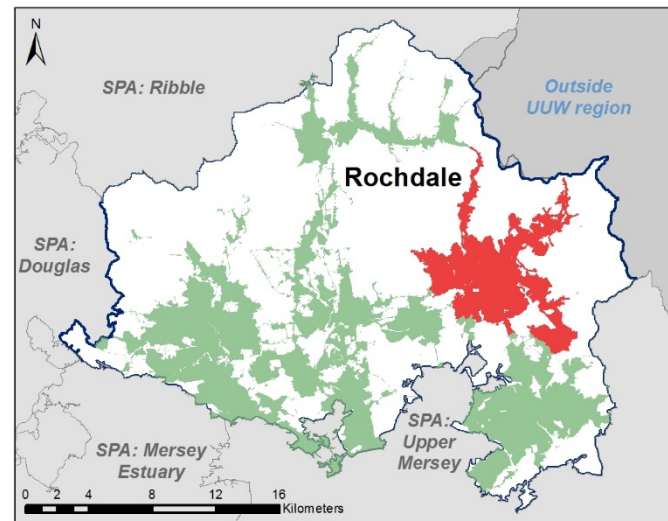 N
SPA: Ribble
Outside
UUW region
Rochdale
SPA:
Douglas
SPA: Mersey
Estuary
SPA:
Upper
Mersey
0 2 4 8 12 16
Kilometers